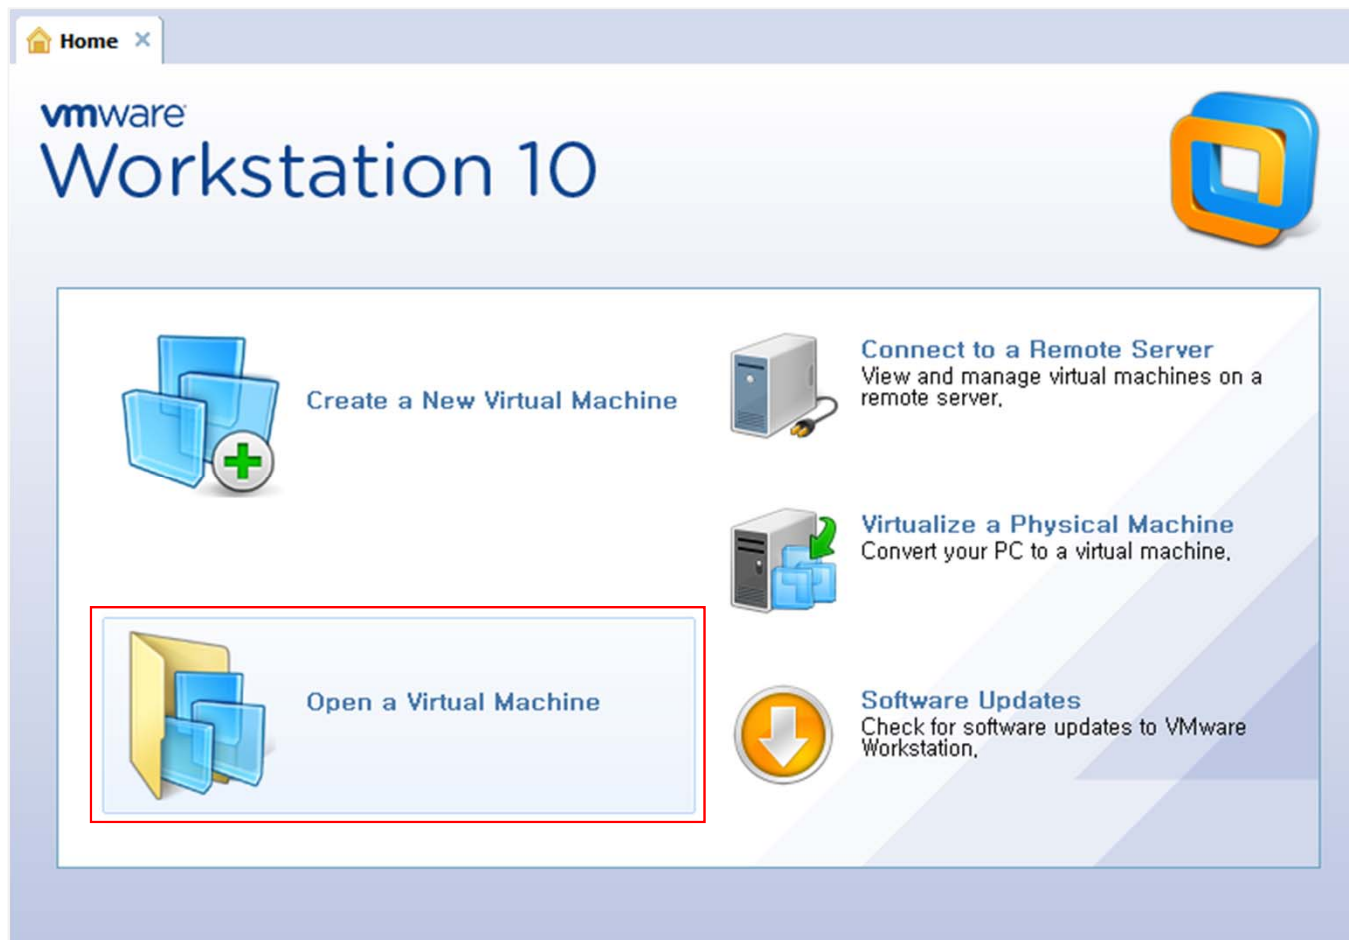 Home
vmware
Workstation 10
Create a New Virtual Machine
Connect to a Remote Server
View and manage virtual machines on a
remote server,
Virtualize a Physical Machine
Convert your PC to a virtual machine,
Open a Virtual Machine
Software Updates
Check for software updates to VMware
Workstation,